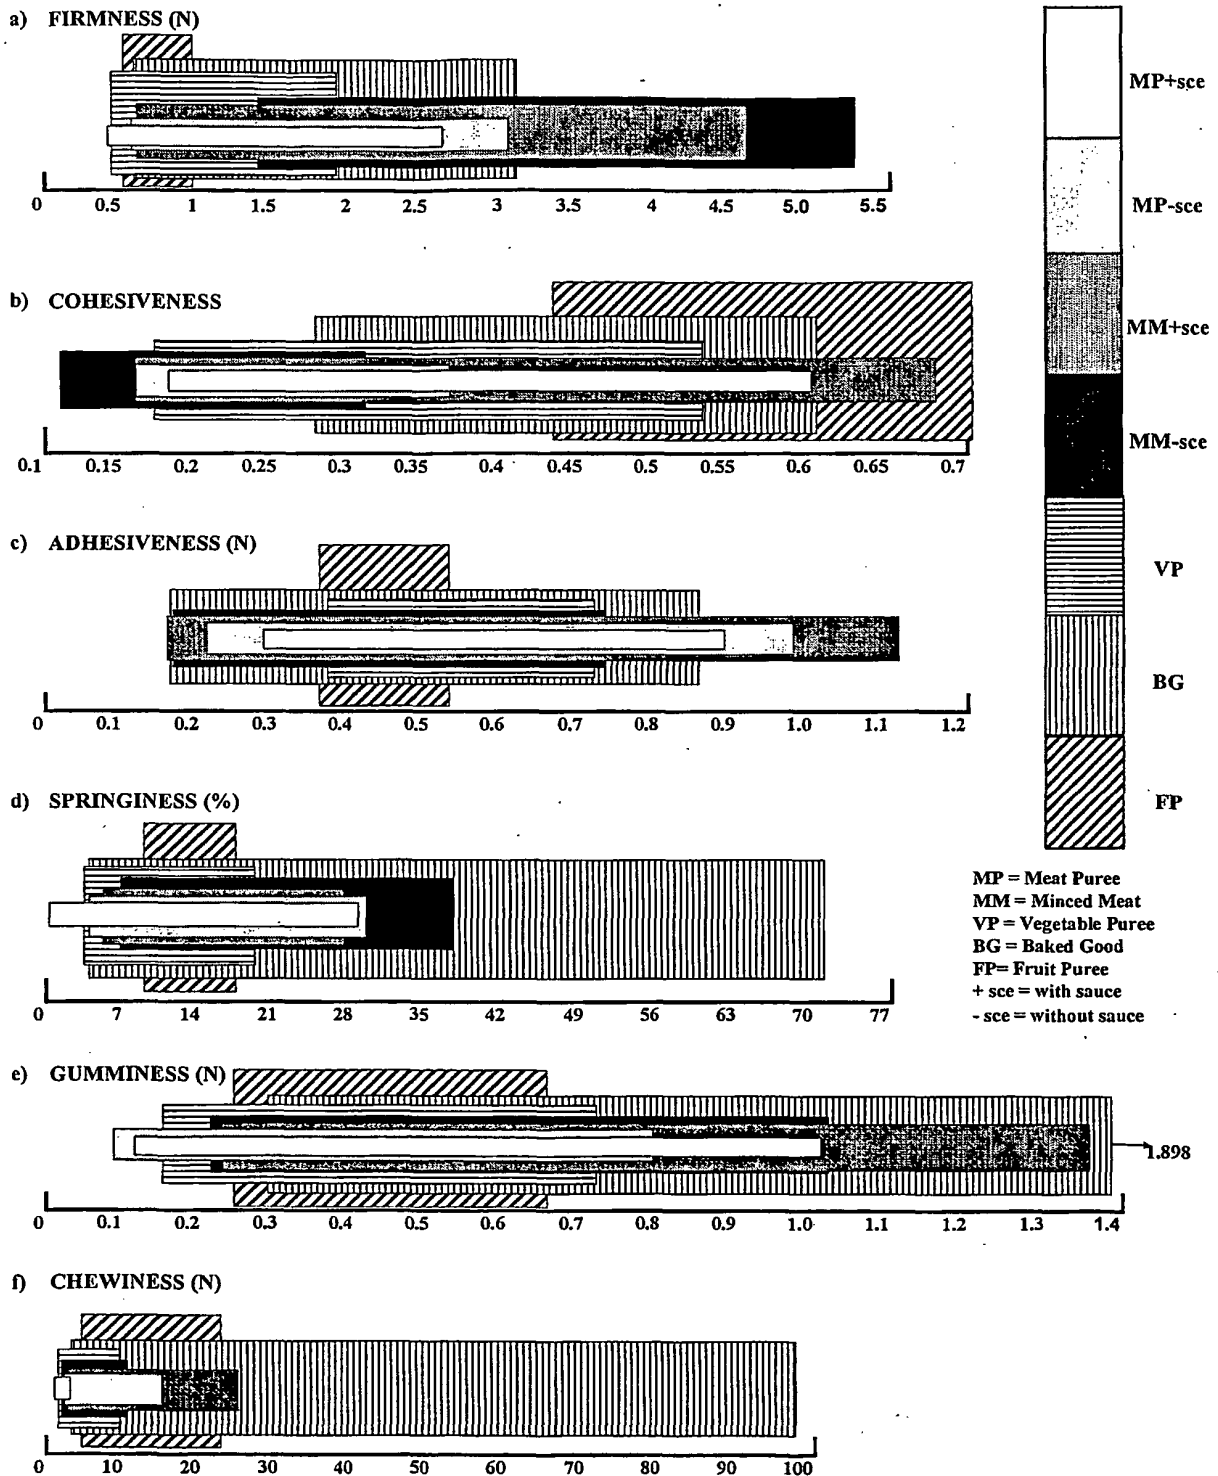 a) FIRMNESS (N)
0 0.5 1 1.5 2 2.5 3 3.5 4 4.5 5.0 5.5
b) COHESIVENESS
0.1 0.15 0.2 0.25 0.3 0.35 0.4 0.45 0.5 0.55 0.6 0.65 0.7
c) ADHESIVENESS (N)
0 0.1 0.2 0.3 0.4 0.6 0.7 0.8 0.9 1.0 1.1 1.2
d) SPRINGINESS (%)
0 7 14 21 28 35 42 49 56 63 70 77
e) GUMMINESS (N)
1.898
0 0.1 0.2 0.3 0.4 0.5 0.6 0.7 0.8 0.9 1.0 1.1 1.2 1.3 1.4
f) CHEWINESS (N)
0 10 20 30 40 50 60 70 80 90 100
MP+sce
MP-sce
MM+sce
MM-sce
VP
BG
FP
MP = Meat Puree
MM = Minced Meat
VP = Vegetable Puree
BG = Baked Good
FP= Fruit Puree
+ sce = with sauce
- sce = without sauce